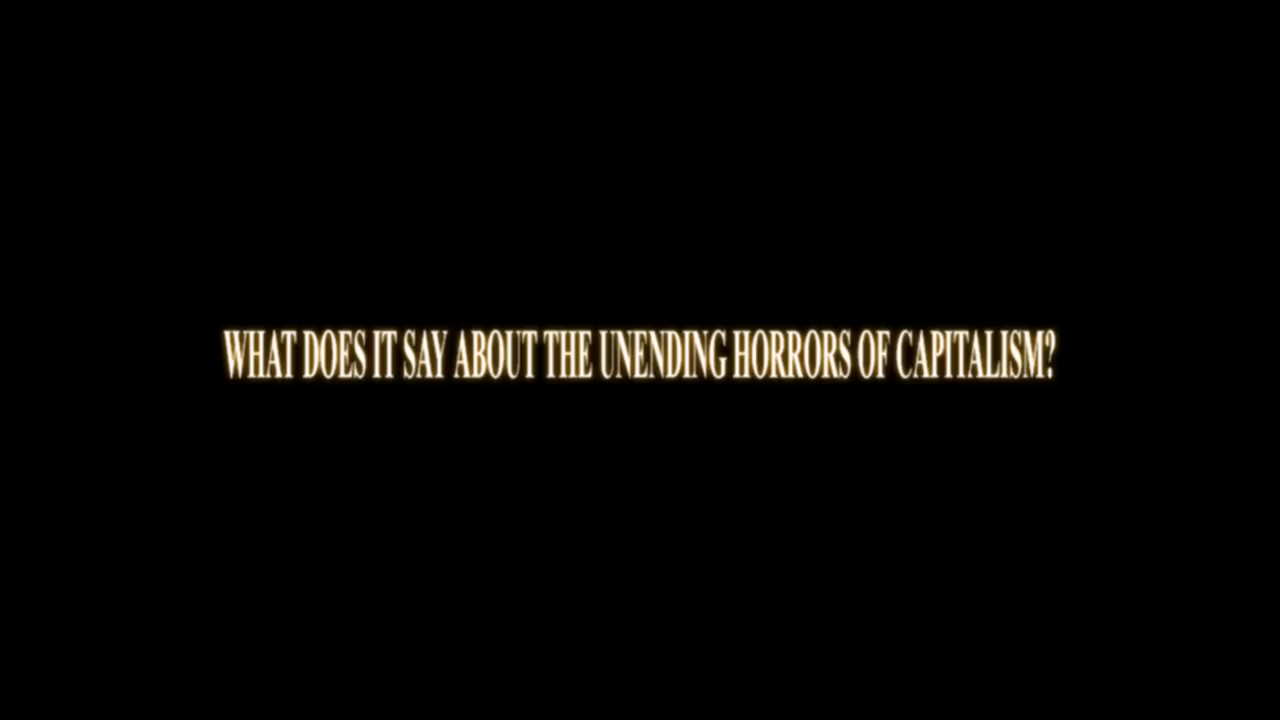 WHAT DOES IT SAY ABOUT THE UNENDING HORRORS OF CAPITALISM?